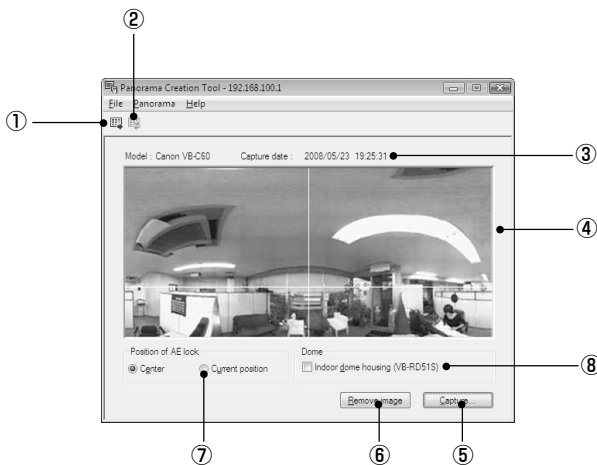 ②
Panorama Creation Tool - 192.168.100.1
File Panorama Help
①
Model : Canon VB-C60 Capture date : 2008/05/23 19:25:31
③
④
Position of AE lock
Dome
Center Current position
Indoor dome housing (VB-RD51S)
⑧
Remove image Capture...
⑦ ⑥ ⑤